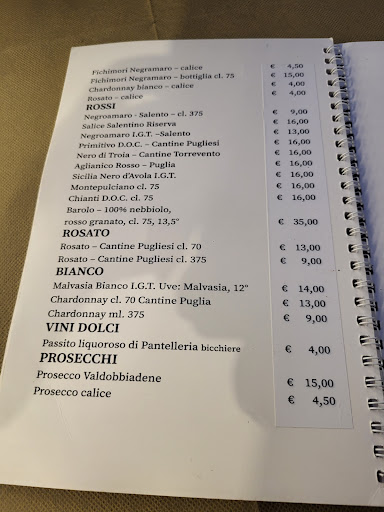 Fichimori Negramaro – calice € 4,50
Fichimori Negramaro – bottiglia cl. 75 € 15,00
Chardonnay bianco – calice € 4,00
Rosato – calice € 4,00
ROSSI
Negroamaro - Salento – cl. 375 € 9,00
Salice Salentino Riserva € 16,00
Negroamaro I.G.T. –Salento € 13,00
Primitivo D.O.C. – Cantine Pugliesi € 16,00
Nero di Troia – Cantine Torrevento € 16,00
Aglianico Rosso – Puglia € 16,00
Sicilia Nero d'Avola I.G.T. € 16,00
Montepulciano cl. 75 € 16,00
Chianti D.O.C. cl. 75 € 16,00
Barolo – 100% nebbiolo,
rosso granato, cl. 75, 13,5° € 35,00
ROSATO
Rosato – Cantine Pugliesi cl. 70 € 13,00
Rosato – Cantine Pugliesi cl. 375 € 9,00
BIANCO
Malvasia Bianco I.G.T. Uve: Malvasia, 12° € 14,00
Chardonnay cl. 70 Cantine Puglia € 13,00
Chardonnay ml. 375 € 9,00
VINI DOLCI
Passito liquoroso di Pantelleria bicchiere € 4,00
PROSECCHI
Prosecco Valdobbiadene € 15,00
Prosecco calice € 4,50